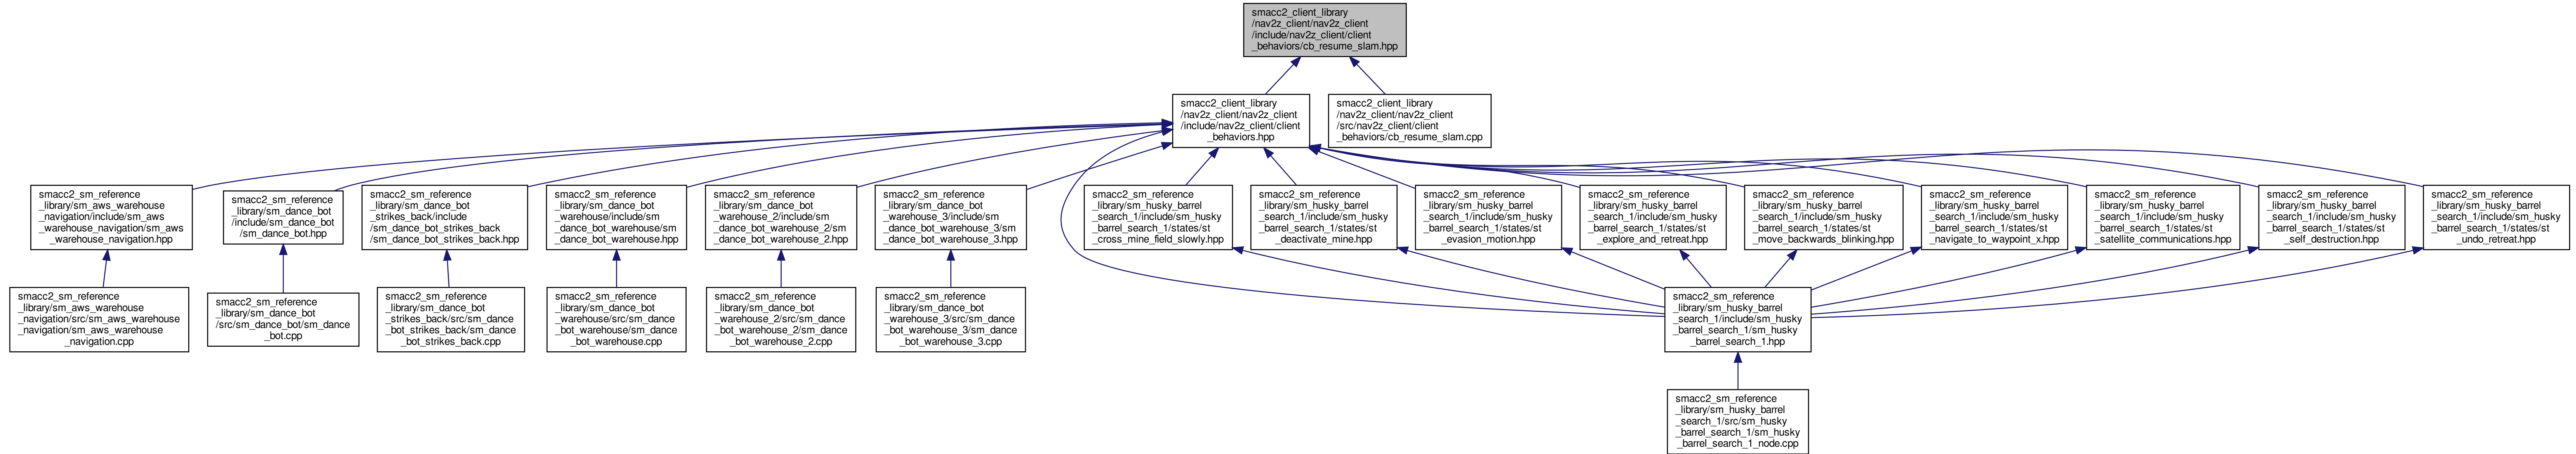 smacc2_client_library
/nav2z_client/nav2z_client
/include/nav2z_client/client
_behaviors/cb_resume_slam.hpp
smacc2_client_library
/nav2z_client/nav2z_client
/include/nav2z_client/client
_behaviors.hpp
smacc2_client_library
/nav2z_client/nav2z_client
/src/nav2z_client/client
_behaviors/cb_resume_slam.cpp
smacc2_sm_reference
_library/sm_aws_warehouse
_navigation/include/sm_aws
_warehouse_navigation/sm_aws
_warehouse_navigation.hpp
smacc2_sm_reference
_library/sm_dance_bot
/include/sm_dance_bot
/sm_dance_bot.hpp
smacc2_sm_reference
_library/sm_dance_bot
_strikes_back/include
/sm_dance_bot_strikes_back
/sm_dance_bot_strikes_back.hpp
smacc2_sm_reference
_library/sm_dance_bot
_warehouse/include/sm
_dance_bot_warehouse/sm
_dance_bot_warehouse.hpp
smacc2_sm_reference
_library/sm_dance_bot
_warehouse_2/include/sm
_dance_bot_warehouse_2/sm
_dance_bot_warehouse_2.hpp
smacc2_sm_reference
_library/sm_dance_bot
_warehouse_3/include/sm
_dance_bot_warehouse_3/sm
_dance_bot_warehouse_3.hpp
smacc2_sm_reference
_library/sm_husky_barrel
_search_1/include/sm_husky
_barrel_search_1/states/st
_cross_mine_field_slowly.hpp
smacc2_sm_reference
_library/sm_husky_barrel
_search_1/include/sm_husky
_barrel_search_1/states/st
_deactivate_mine.hpp
smacc2_sm_reference
_library/sm_husky_barrel
_search_1/include/sm_husky
_barrel_search_1/states/st
_evasion_motion.hpp
smacc2_sm_reference
_library/sm_husky_barrel
_search_1/include/sm_husky
_barrel_search_1/states/st
_explore_and_retreat.hpp
smacc2_sm_reference
_library/sm_husky_barrel
_search_1/include/sm_husky
_barrel_search_1/states/st
_move_backwards_blinking.hpp
smacc2_sm_reference
_library/sm_husky_barrel
_search_1/include/sm_husky
_barrel_search_1/states/st
_navigate_to_waypoint_x.hpp
smacc2_sm_reference
_library/sm_husky_barrel
_search_1/include/sm_husky
_barrel_search_1/states/st
_satellite_communications.hpp
smacc2_sm_reference
_library/sm_husky_barrel
_search_1/include/sm_husky
_barrel_search_1/states/st
_self_destruction.hpp
smacc2_sm_reference
_library/sm_husky_barrel
_search_1/include/sm_husky
_barrel_search_1/states/st
_undo_retreat.hpp
smacc2_sm_reference
_library/sm_aws_warehouse
_navigation/src/sm_aws_warehouse
_navigation/sm_aws_warehouse
_navigation.cpp
smacc2_sm_reference
_library/sm_dance_bot
/src/sm_dance_bot/sm_dance
_bot.cpp
smacc2_sm_reference
_library/sm_dance_bot
_strikes_back/src/sm_dance
_bot_strikes_back/sm_dance
_bot_strikes_back.cpp
smacc2_sm_reference
_library/sm_dance_bot
_warehouse/src/sm_dance
_bot_warehouse/sm_dance
_bot_warehouse.cpp
smacc2_sm_reference
_library/sm_dance_bot
_warehouse_2/src/sm_dance
_bot_warehouse_2/sm_dance
_bot_warehouse_2.cpp
smacc2_sm_reference
_library/sm_dance_bot
_warehouse_3/src/sm_dance
_bot_warehouse_3/sm_dance
_bot_warehouse_3.cpp
smacc2_sm_reference
_library/sm_husky_barrel
_search_1/include/sm_husky
_barrel_search_1/sm_husky
_barrel_search_1.hpp
smacc2_sm_reference
_library/sm_husky_barrel
_search_1/src/sm_husky
_barrel_search_1/sm_husky
_barrel_search_1_node.cpp